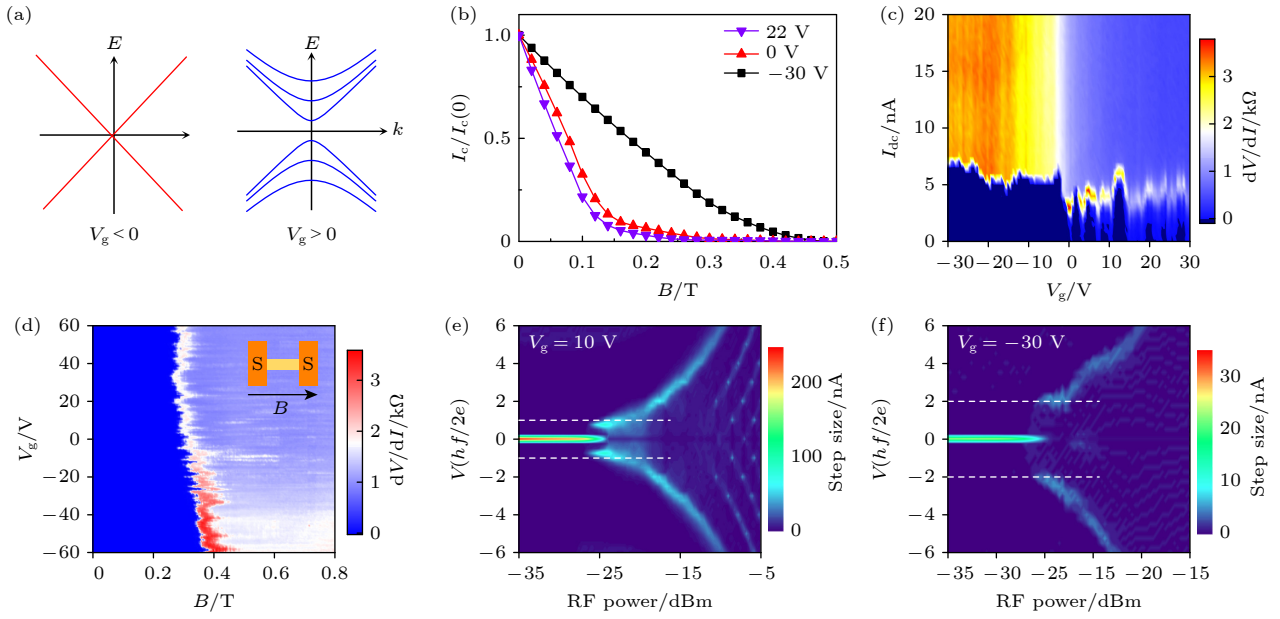 (a)
E
E
k
V_g < 0
V_g > 0
(b)
22 V
0 V
−30 V
1.0
0.5
0
I_c/I_c(0)
0
0.1
0.2
0.3
0.4
0.5
B/T
(c)
20
15
10
5
0
I_dc/nA
−30
−20
−10
0
10
20
30
V_g/V
3
2
1
0
dV/dI/kΩ
(d)
60
40
20
0
−20
−40
−60
V_g/V
S
S
B
0
0.2
0.4
0.6
0.8
B/T
3
2
1
0
dV/dI/kΩ
(e)
V_g = 10 V
6
4
2
0
−2
−4
−6
V(hf/2e)
−35
−25
−15
−5
RF power/dBm
200
100
0
Step size/nA
(f)
V_g = −30 V
6
4
2
0
−2
−4
−6
V(hf/2e)
−35
−25
−25
−15
RF power/dBm
30
20
10
0
Step size/nA